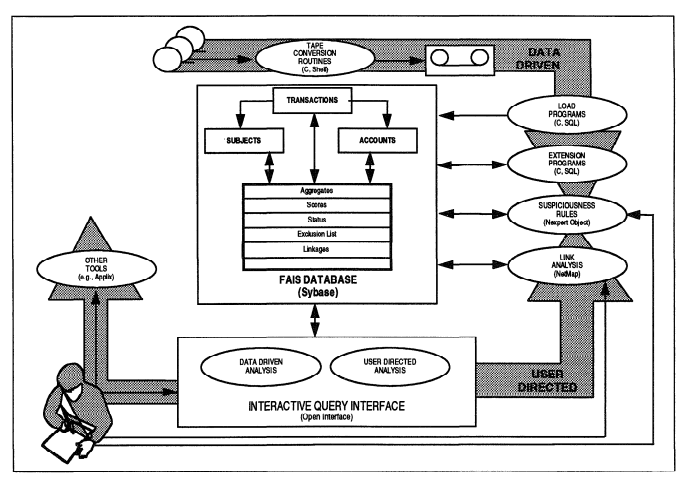 TAPE
CONVERSION
ROUTINES
(C, Shell)
DATA
DRIVEN
TRANSACTIONS
SUBJECTS
ACCOUNTS
LOAD
PROGRAMS
(C, SQL)
EXTENSION
PROGRAMS
(C, SQL)
Aggregates
Scores
Status
Exclusion List
Linkages
SUSPICIOUSNESS
RULES
(Nexpert Object)
LINK
ANALYSIS
(NetMap)
OTHER
TOOLS
(e.g., Applix)
FAIS DATABASE
(Sybase)
DATA DRIVEN
ANALYSIS
USER DIRECTED
ANALYSIS
USER
DIRECTED
INTERACTIVE QUERY INTERFACE
(Open Interface)